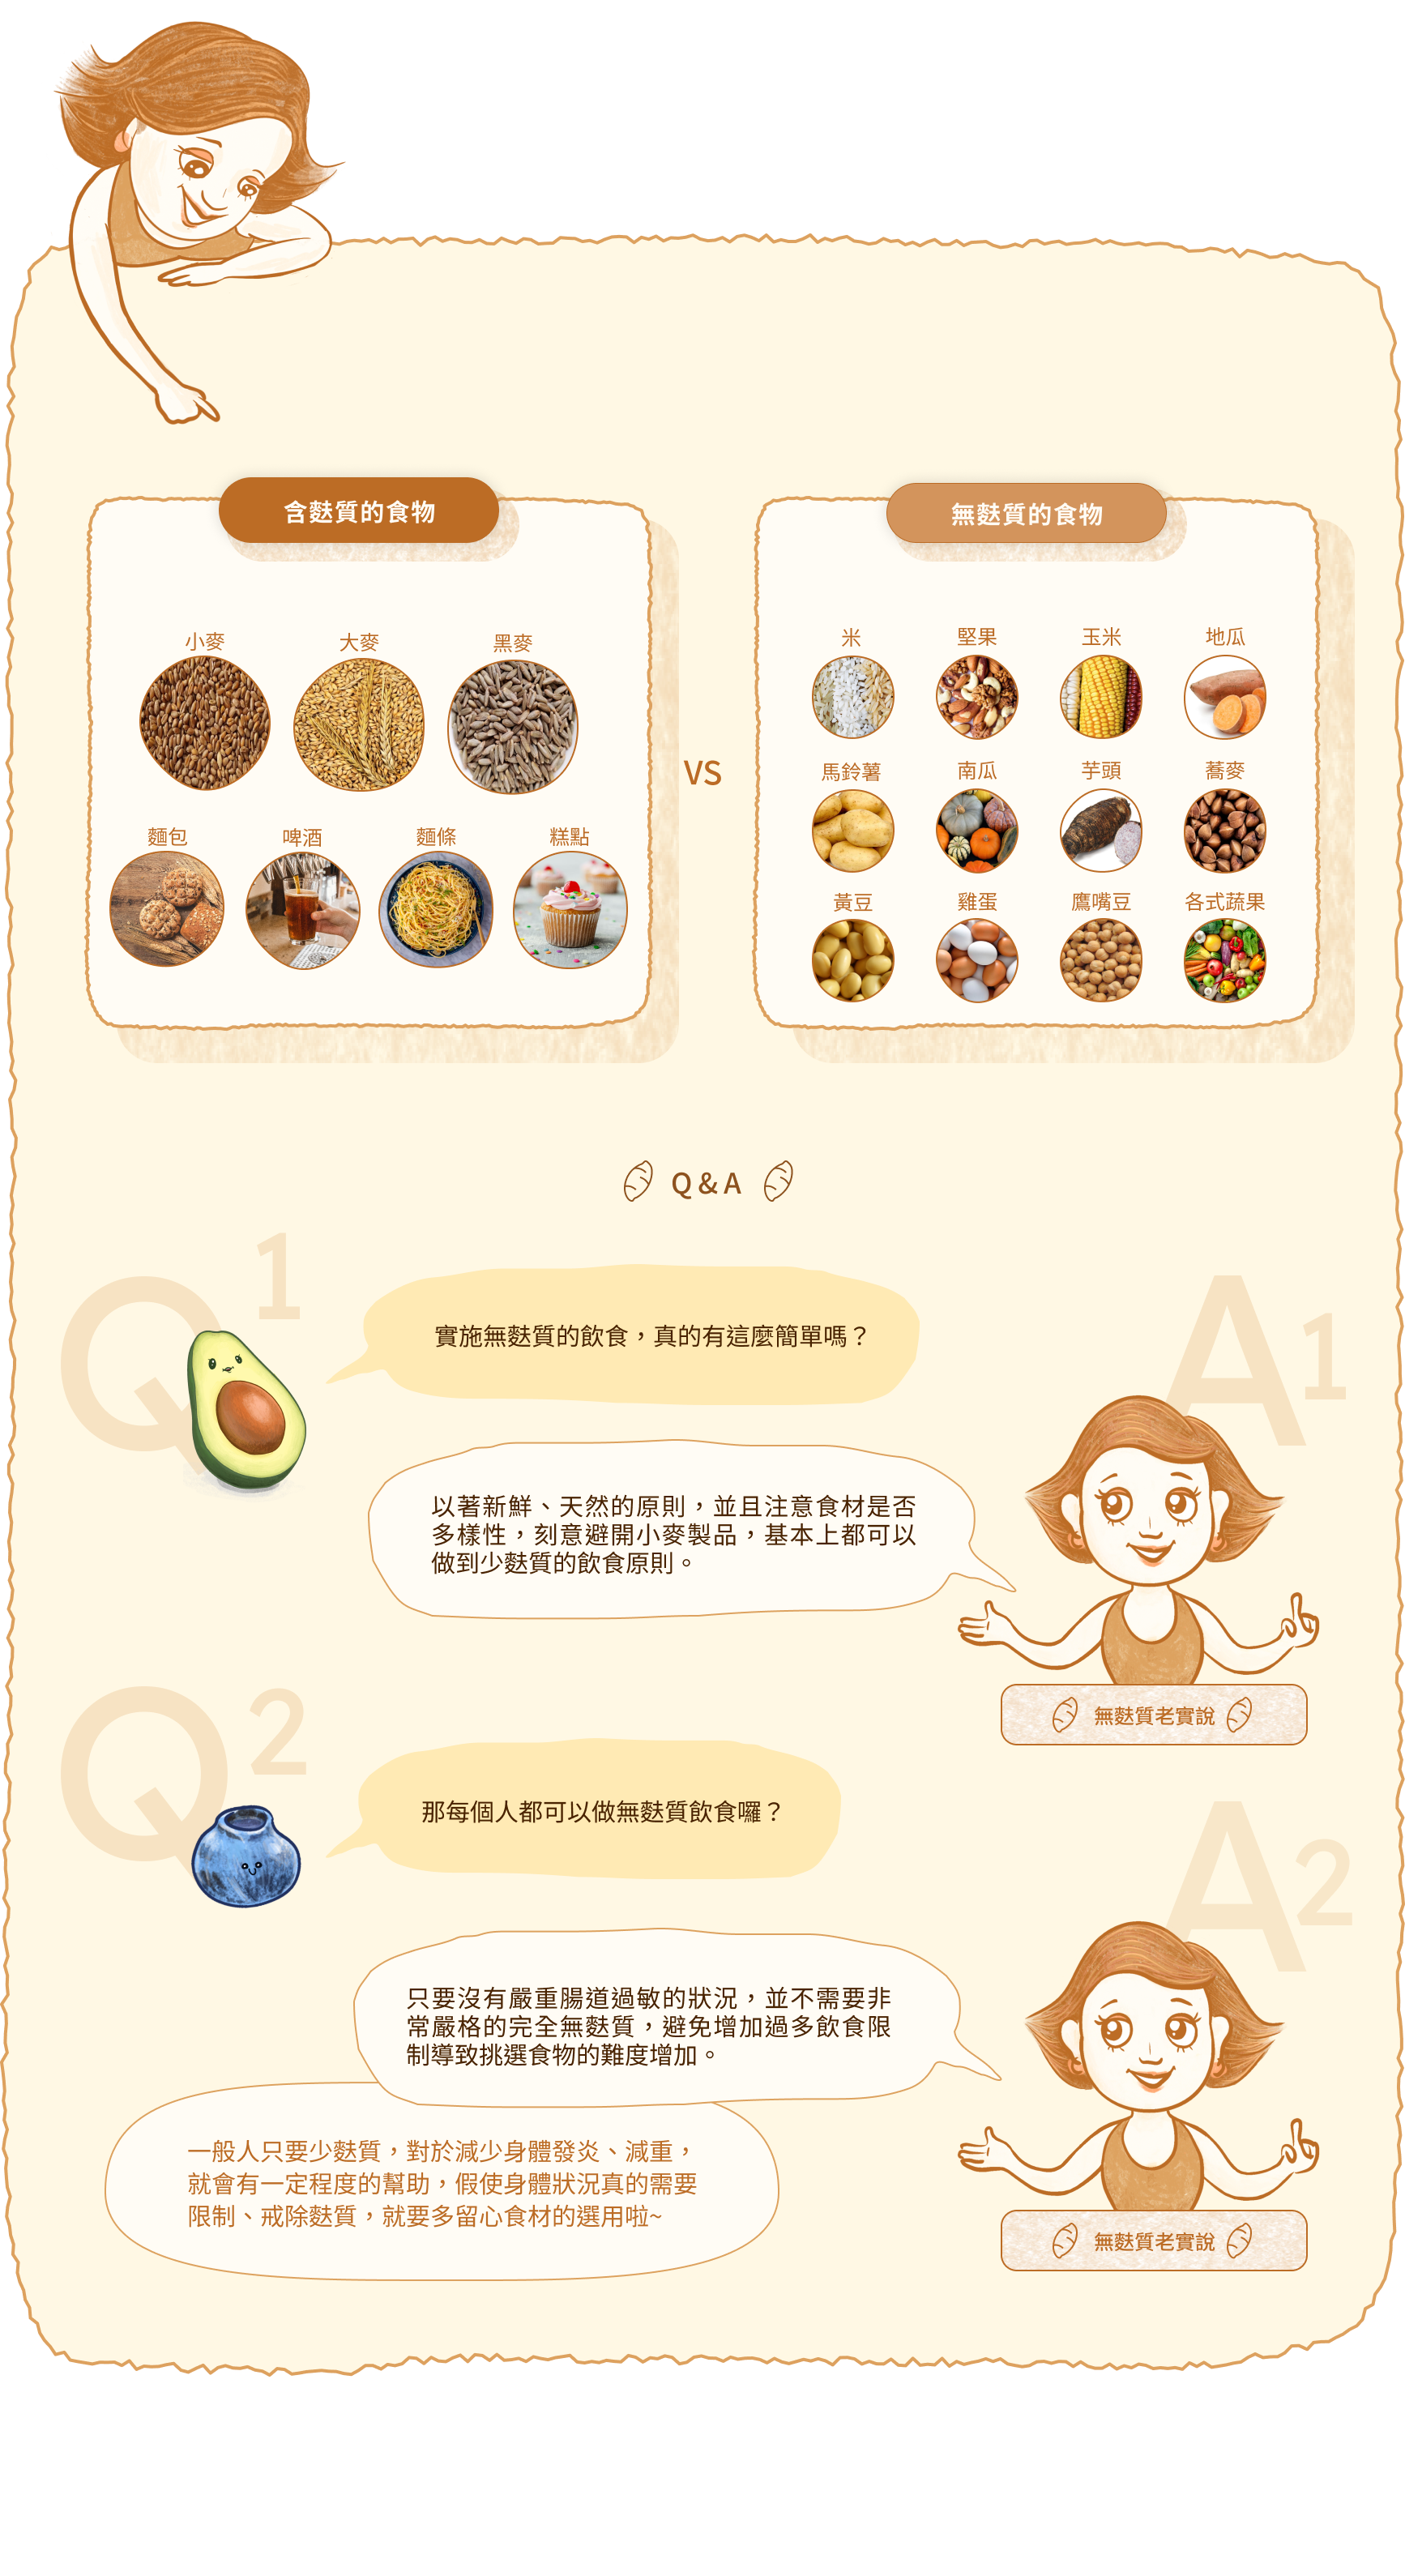 含麩質的食物
小麥
大麥
黑麥
麵包
啤酒
麵條
糕點
VS
無麩質的食物
米
堅果
玉米
地瓜
馬鈴薯
南瓜
芋頭
蕎麥
黃豆
雞蛋
鷹嘴豆
各式蔬果
Q&A
Q1
實施無麩質的飲食，真的有這麼簡單嗎？
A1
以著新鮮、天然的原則，並且注意食材是否
多樣性，刻意避開小麥製品，基本上都可以
做到少麩質的飲食原則。
無麩質老實說
Q2
那每個人都可以做無麩質飲食囉？
A2
只要沒有嚴重腸道過敏的狀況，並不需要非
常嚴格的完全無麩質，避免增加過多飲食限
制導致挑選食物的難度增加。
一般人只要少麩質，對於減少身體發炎、減重，
就會有一定程度的幫助，假使身體狀況真的需要
限制、戒除麩質，就要多留心食材的選用啦~
無麩質老實說